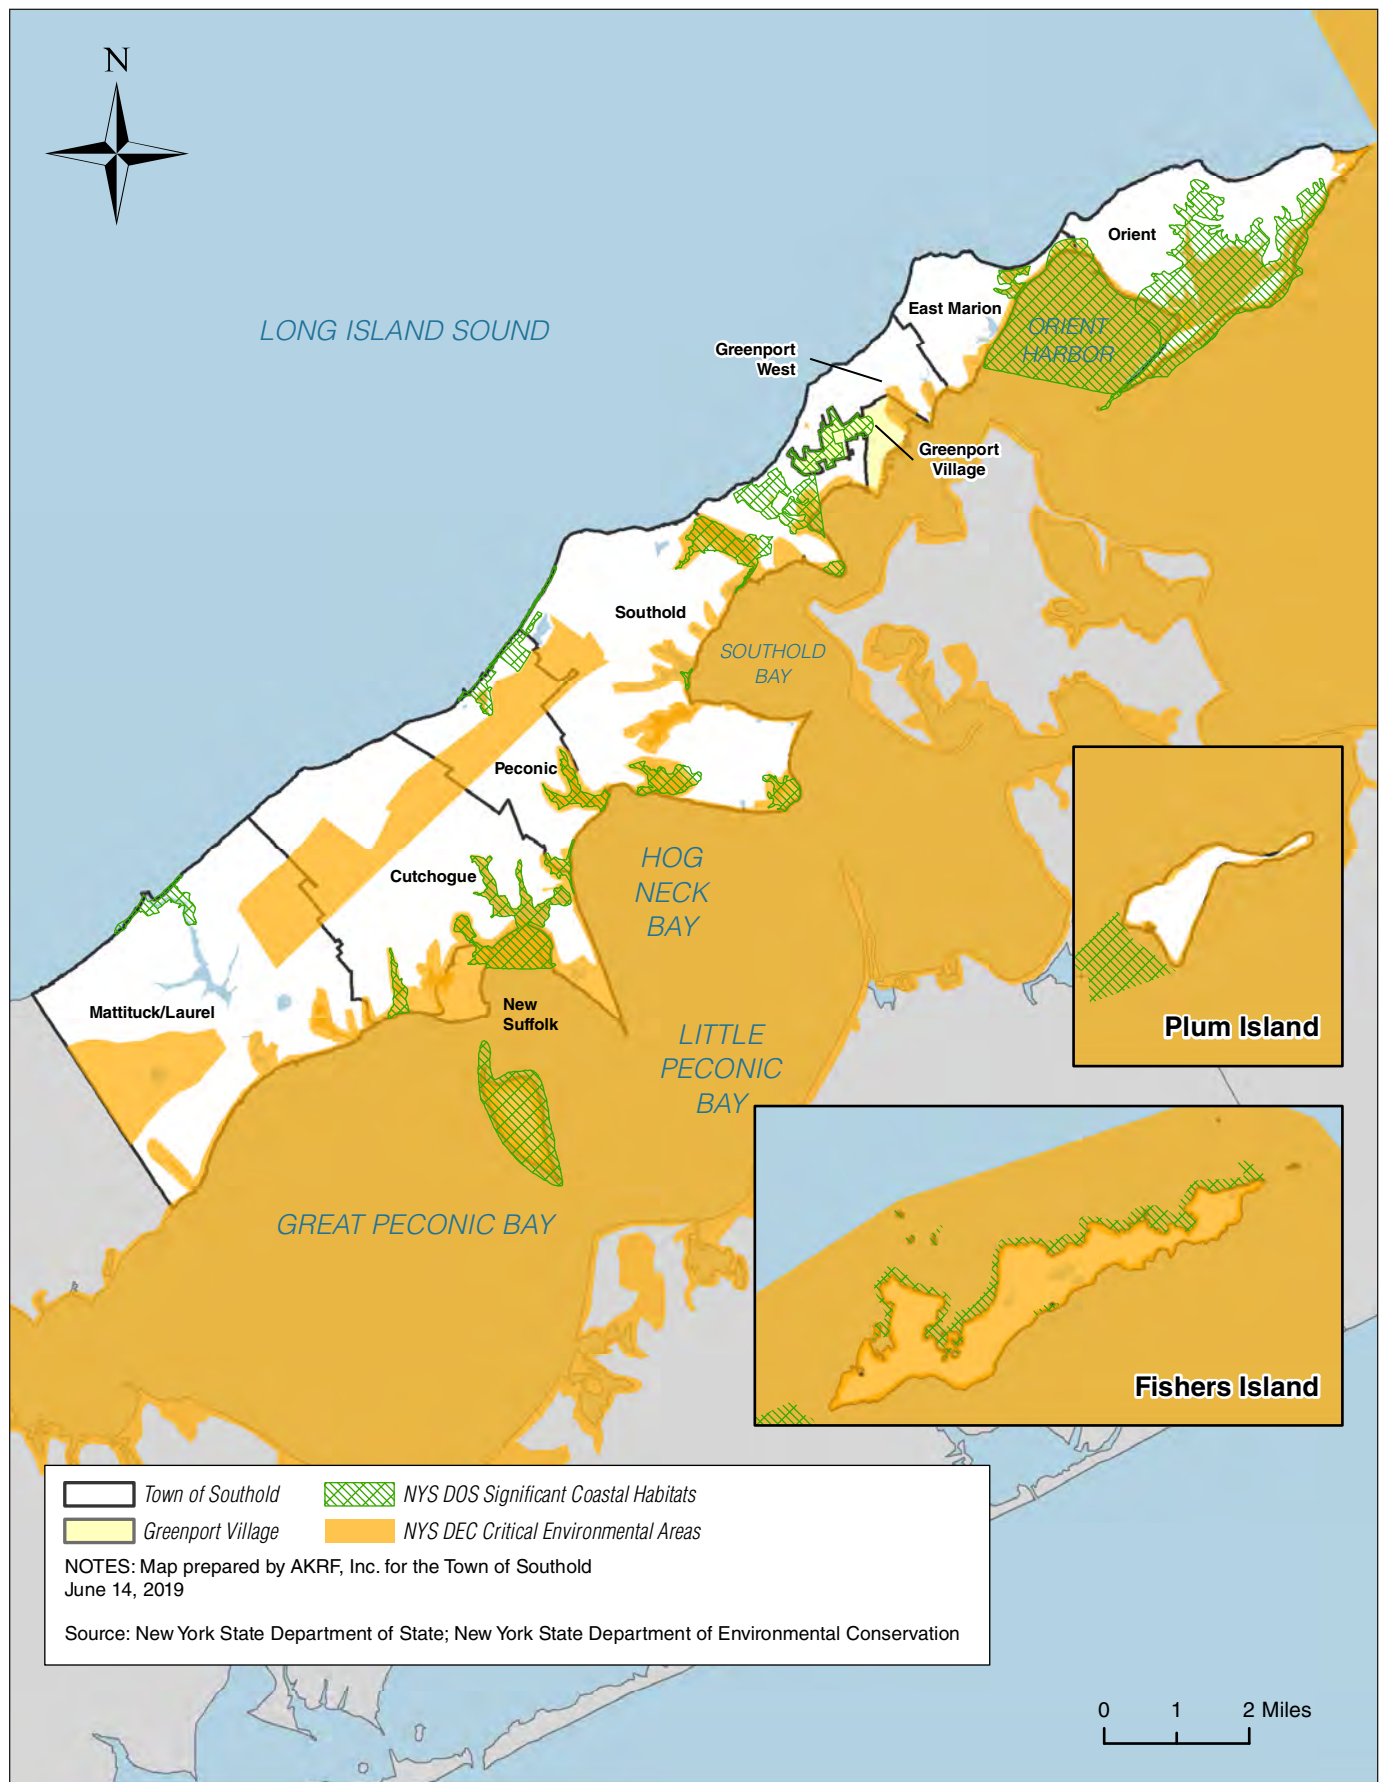 N
Orient
East Marion
LONG ISLAND SOUND
ORIENT
HARBOR
Greenport
West
Greenport
Village
Southold
SOUTHOLD
BAY
Peconic
HOG
NECK
BAY
Cutchogue
New
Suffolk
Mattituck/Laurel
LITTLE
PECONIC
BAY
Plum Island
GREAT PECONIC BAY
Fishers Island
Town of Southold
NYS DOS Significant Coastal Habitats
Greenport Village
NYS DEC Critical Environmental Areas
NOTES: Map prepared by AKRF, Inc. for the Town of Southold
June 14, 2019
Source: New York State Department of State; New York State Department of Environmental Conservation
0 1 2 Miles